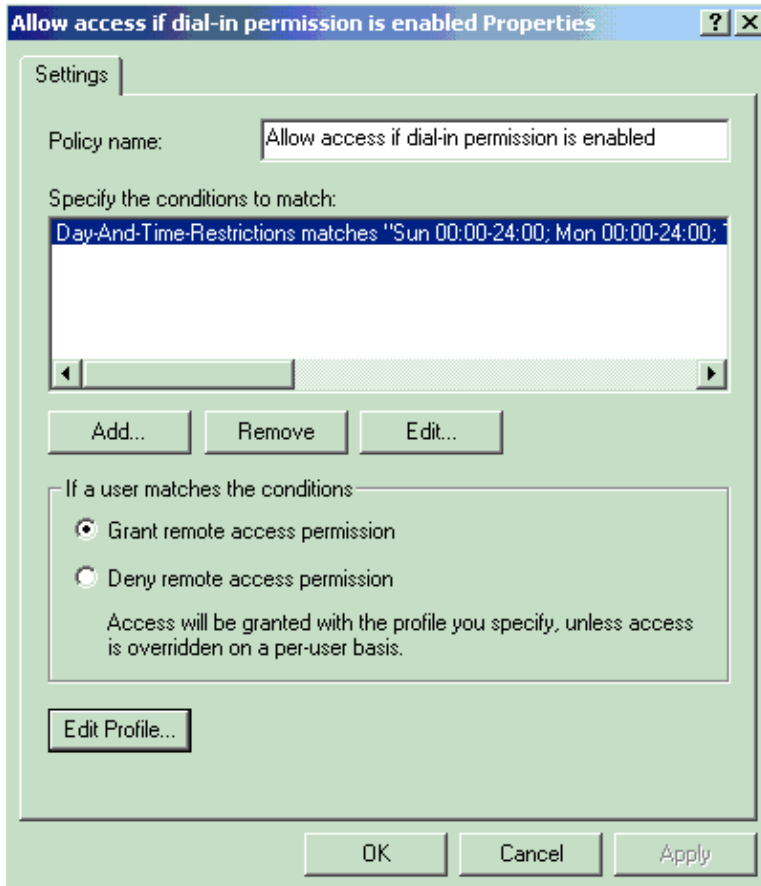 Allow access if dial-in permission is enabled Properties
Settings
Policy name: Allow access if dial-in permission is enabled
Specify the conditions to match:
Day-And-Time-Restrictions matches "Sun 00:00-24:00; Mon 00:00-24:00;
Add... Remove Edit...
If a user matches the conditions
Grant remote access permission
Deny remote access permission
Access will be granted with the profile you specify, unless access
is overridden on a per-user basis.
Edit Profile...
OK Cancel Apply